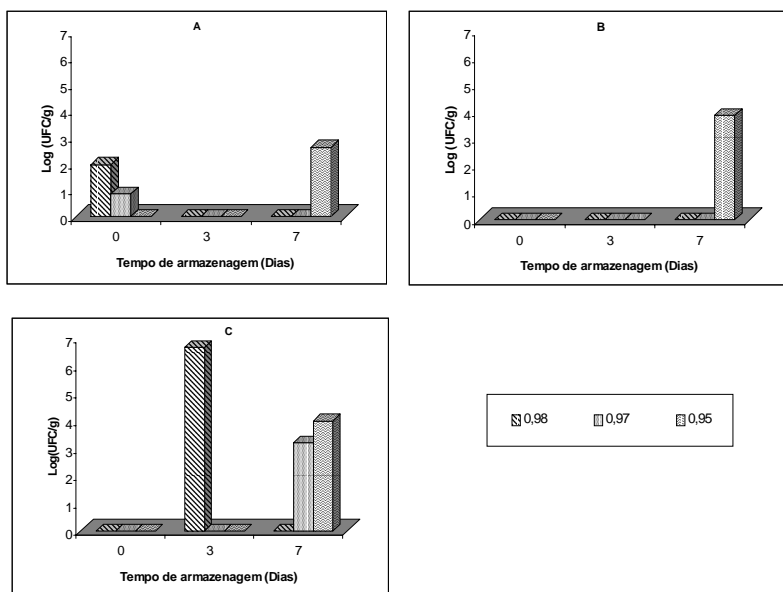 A
Log (UFC/g)
7
6
5
4
3
2
1
0
0 3 7
Tempo de armazenagem (Dias)
B
Log (UFC/g)
7
6
5
4
3
2
1
0
0 3 7
Tempo de armazenagem (Dias)
C
Log(UFC/g)
7
6
5
4
3
2
1
0
0 3 7
Tempo de armazenagem (Dias)
0,98 0,97 0,95